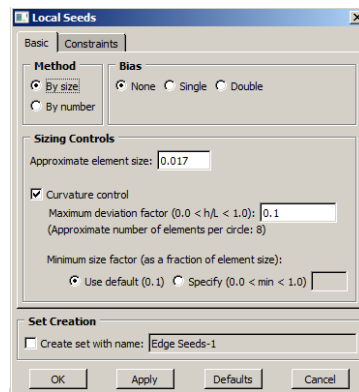 Local Seeds
Basic Constraints
Method Bias
By size None Single Double
By number
Sizing Controls
Approximate element size: 0.017
Curvature control
Maximum deviation factor (0.0 < h/L < 1.0): 0.1
(Approximate number of elements per circle: 8)
Minimum size factor (as a fraction of element size):
Use default (0.1) Specify (0.0 < min < 1.0)
Set Creation
Create set with name: Edge Seeds-1
OK Apply Defaults Cancel